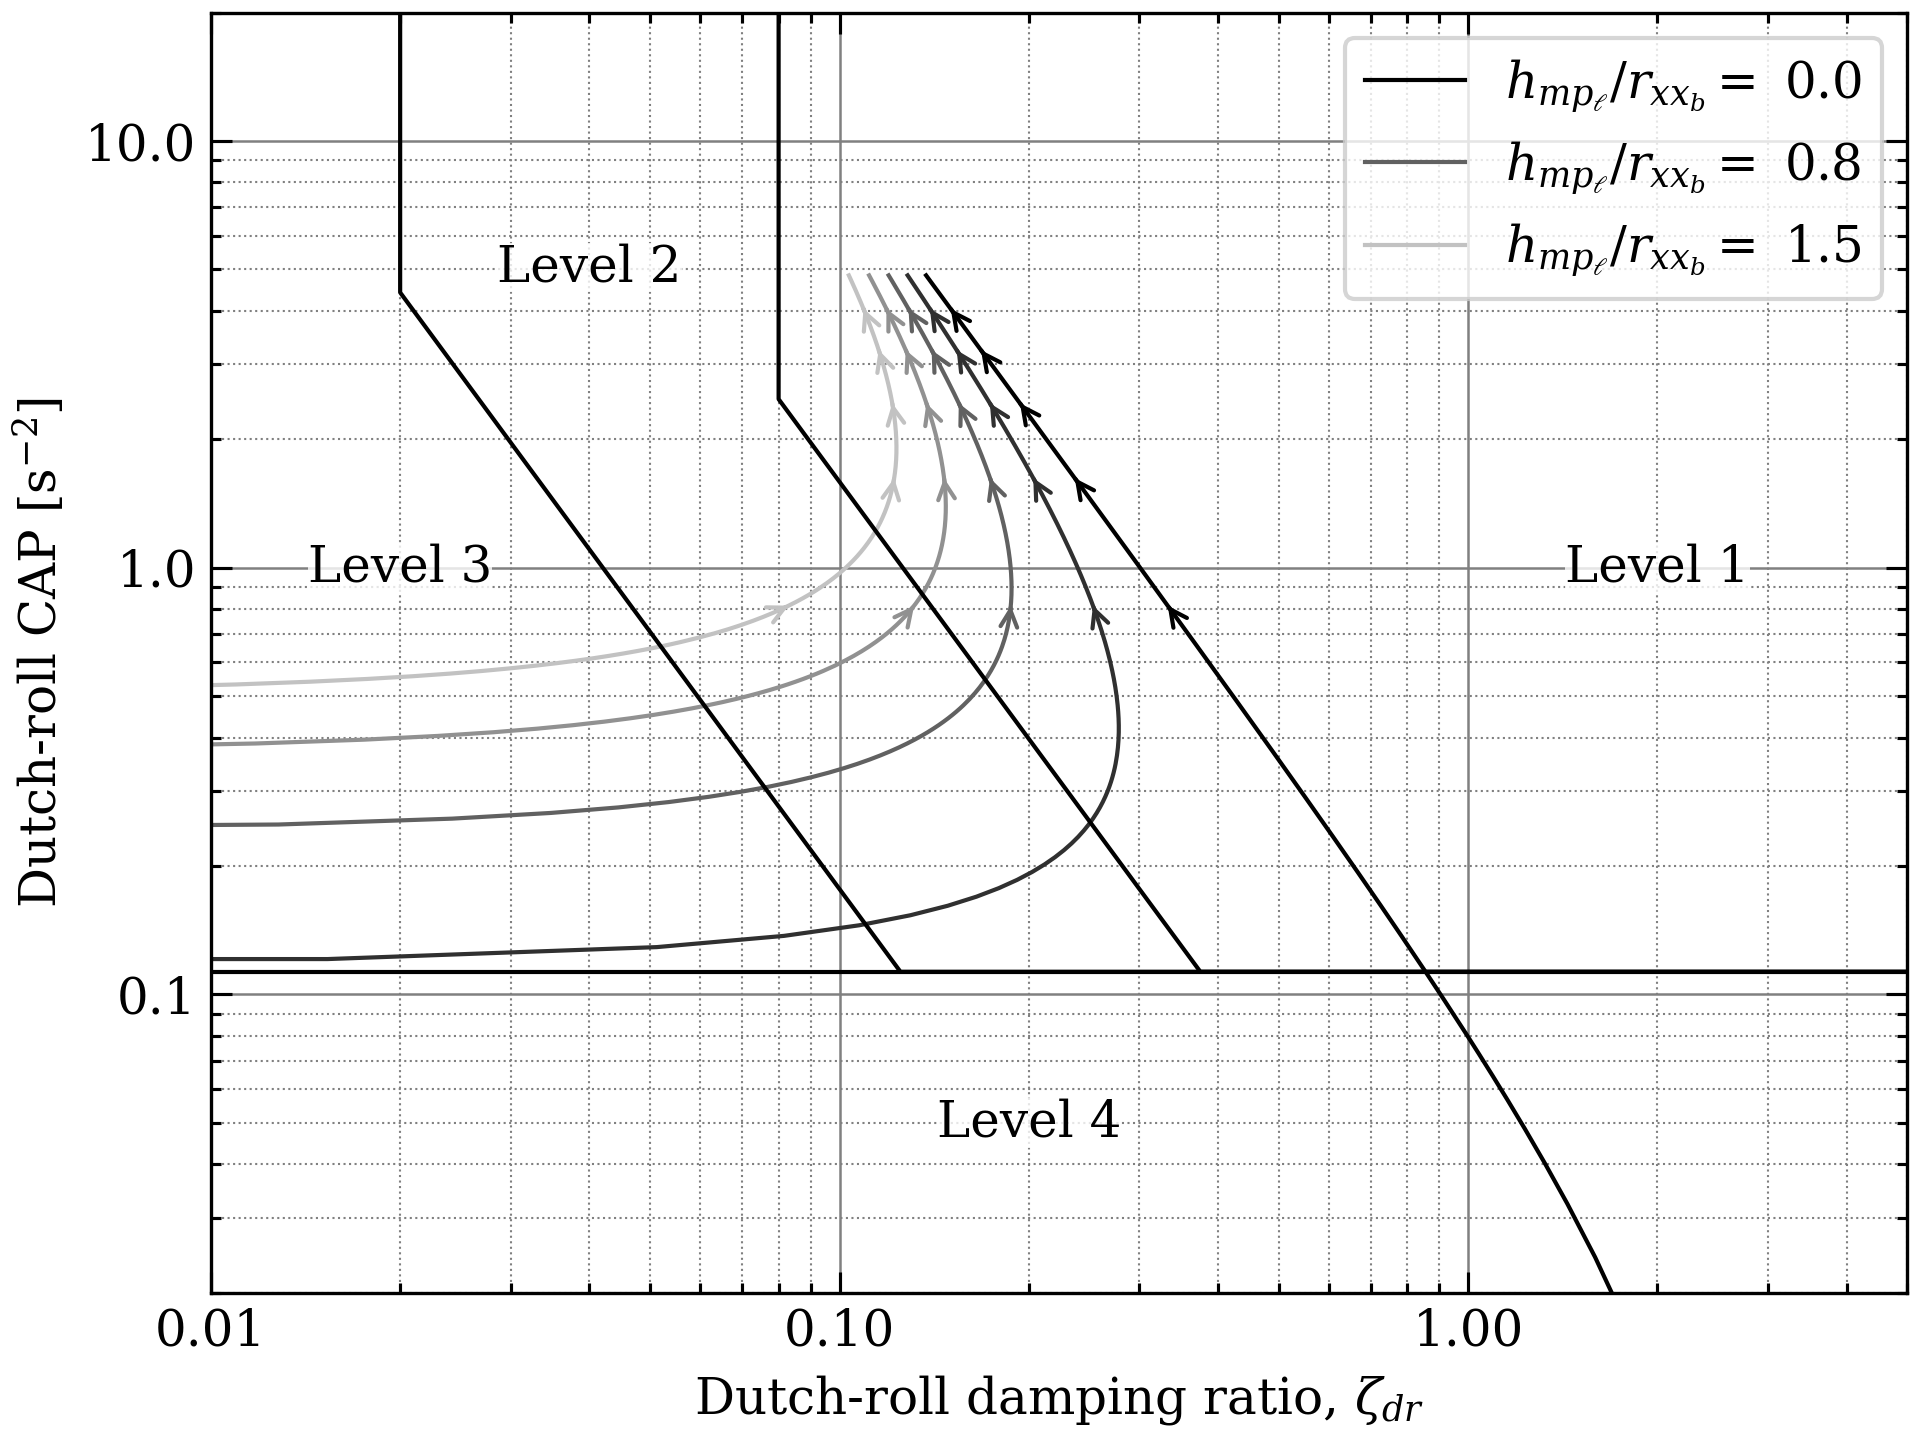 h_{mp_ℓ}/r_{xx_b} = 0.0
h_{mp_ℓ}/r_{xx_b} = 0.8
h_{mp_ℓ}/r_{xx_b} = 1.5
10.0
1.0
0.1
Dutch-roll CAP [s⁻²]
Level 2
Level 3
Level 1
Level 4
0.01
0.10
1.00
Dutch-roll damping ratio, ζ_{dr}